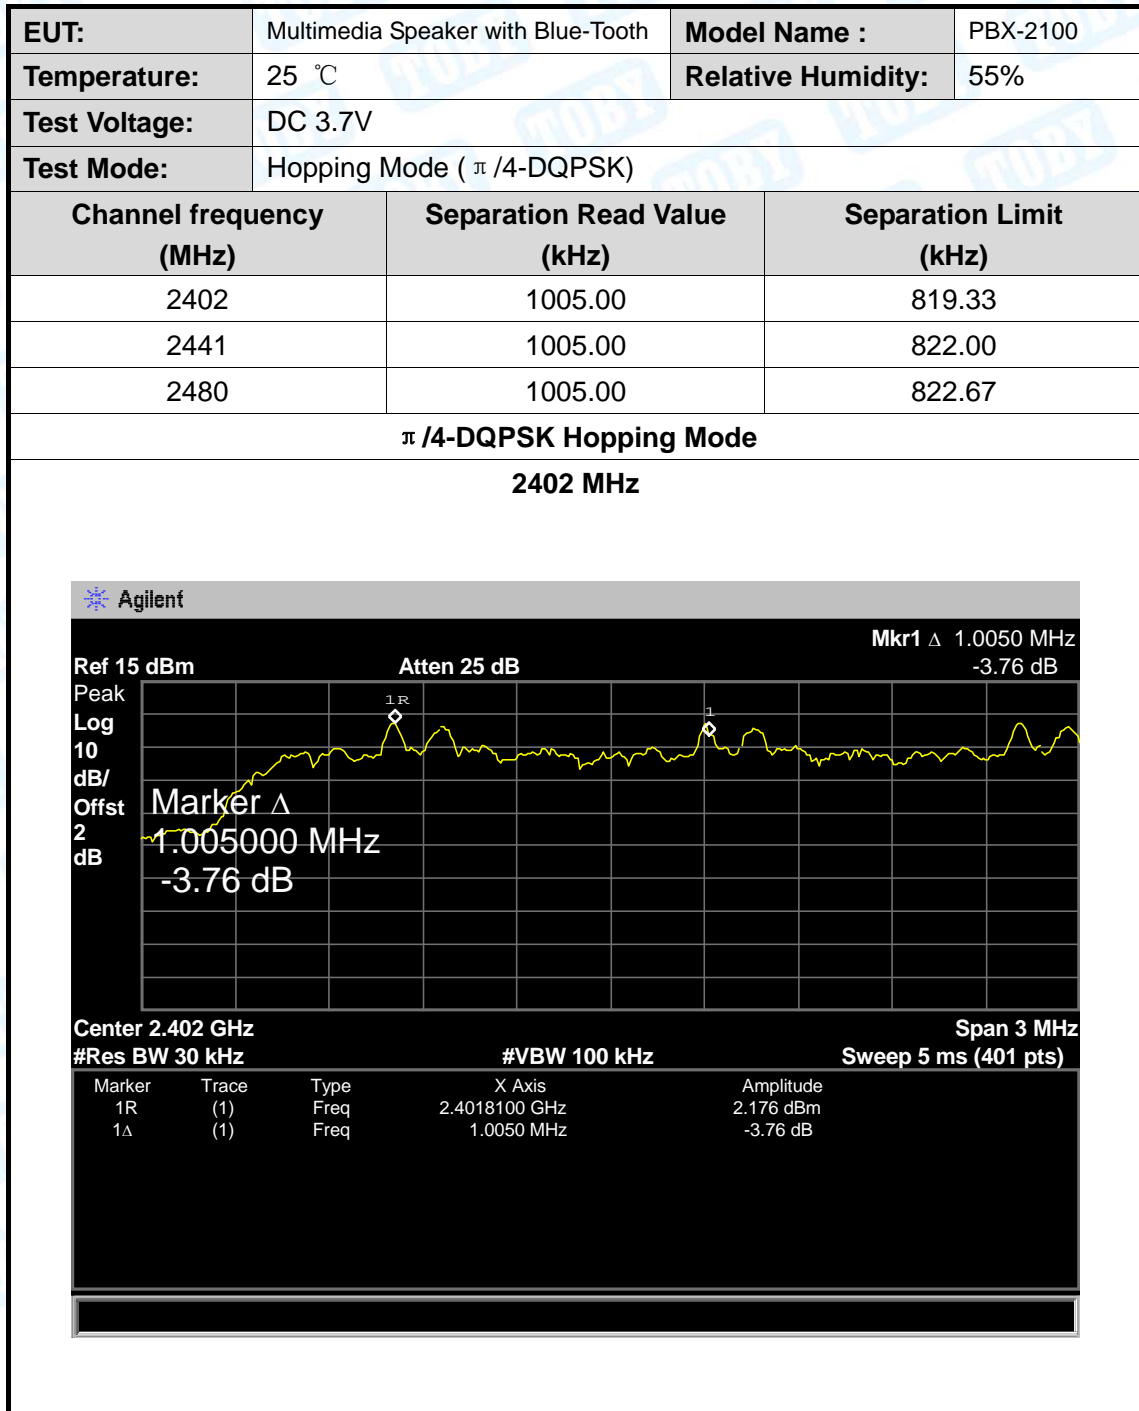 EUT: Multimedia Speaker with Blue-Tooth Model Name : PBX-2100
Temperature: 25 ℃ Relative Humidity: 55%
Test Voltage: DC 3.7V
Test Mode: Hopping Mode ( π /4-DQPSK)
Channel frequency Separation Read Value Separation Limit
(MHz) (kHz) (kHz)
2402 1005.00 819.33
2441 1005.00 822.00
2480 1005.00 822.67
π /4-DQPSK Hopping Mode
2402 MHz
Agilent
Mkr1 Δ 1.0050 MHz
Ref 15 dBm Atten 25 dB -3.76 dB
Peak
Log
10
dB/
Offst
2
dB
1R
1
Marker Δ
1.005000 MHz
-3.76 dB
Center 2.402 GHz Span 3 MHz
#Res BW 30 kHz #VBW 100 kHz Sweep 5 ms (401 pts)
Marker Trace Type X Axis Amplitude
1R (1) Freq 2.4018100 GHz 2.176 dBm
1Δ (1) Freq 1.0050 MHz -3.76 dB
TOBY